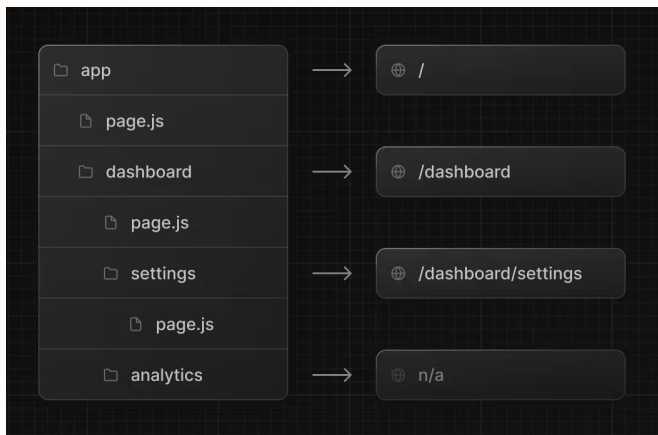 app
/
page.js
dashboard
/dashboard
page.js
settings
/dashboard/settings
page.js
analytics
n/a